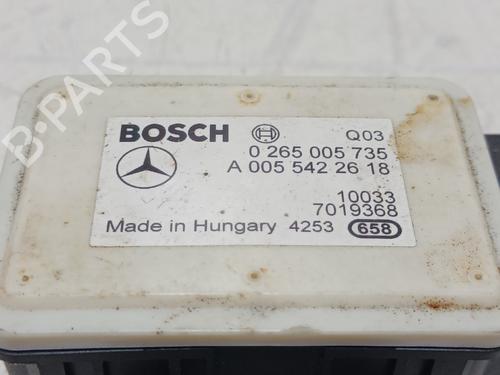 B-PARTS
BOSCH
Q03
0 265 005 735
A 005 542 26 18
10033
7019368
Made in Hungary 4253 658